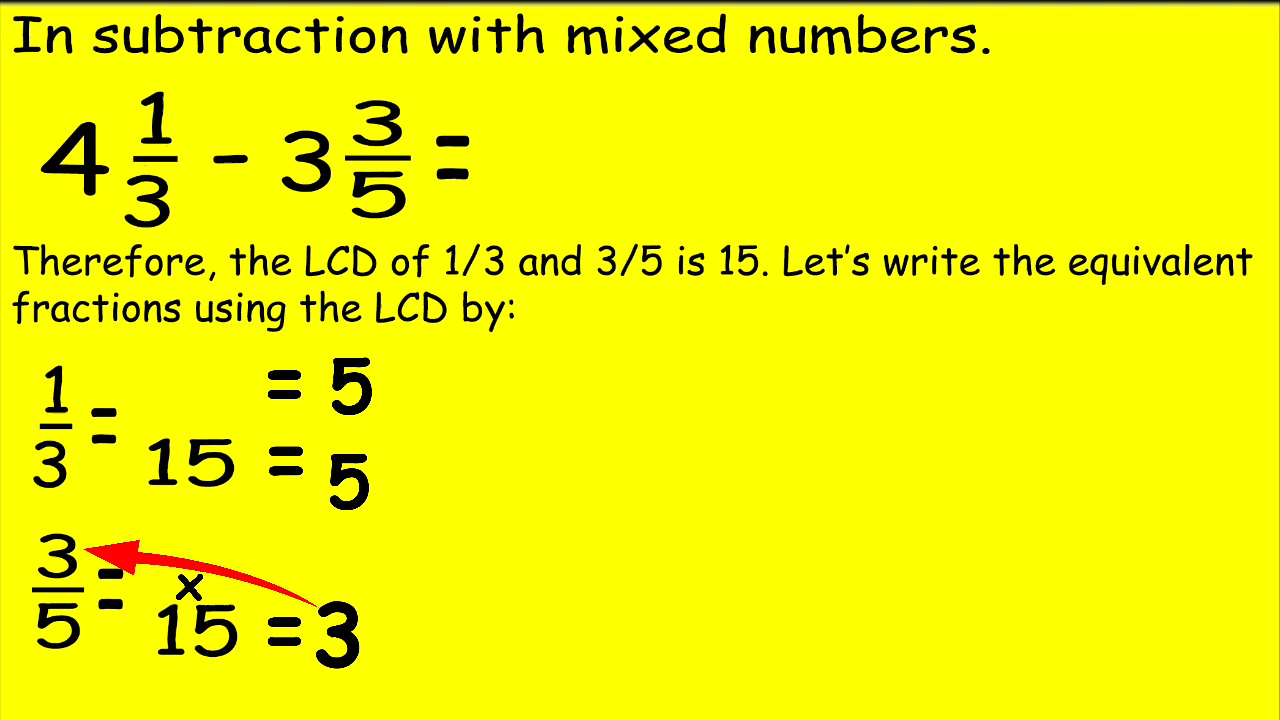 In subtraction with mixed numbers.
4 1/3 - 3 3/5 =
Therefore, the LCD of 1/3 and 3/5 is 15. Let's write the equivalent
fractions using the LCD by:
= 5
1/3 = 15 = 5
3/5 = x 15 = 3